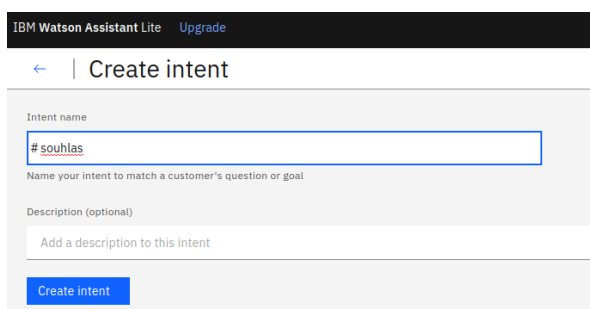 IBM Watson Assistant Lite Upgrade
← | Create intent
Intent name
# souhlas
Name your intent to match a customer's question or goal
Description (optional)
Add a description to this intent
Create intent